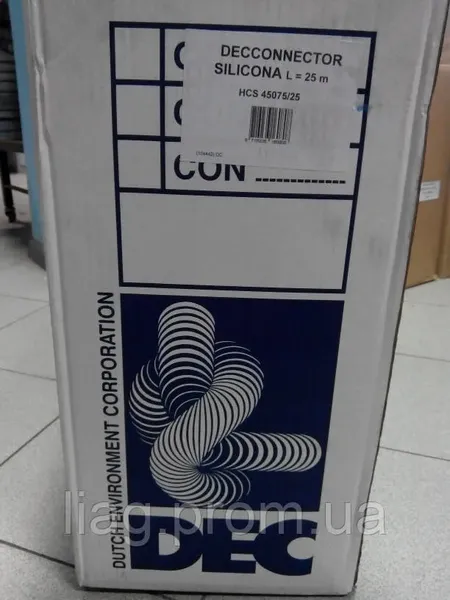 DECCONNECTOR
SILICONA L = 25 m
HCS 45075/25
C
C
CON
DUTCH ENVIRONMENT CORPORATION
DEC
liag.prom.ua